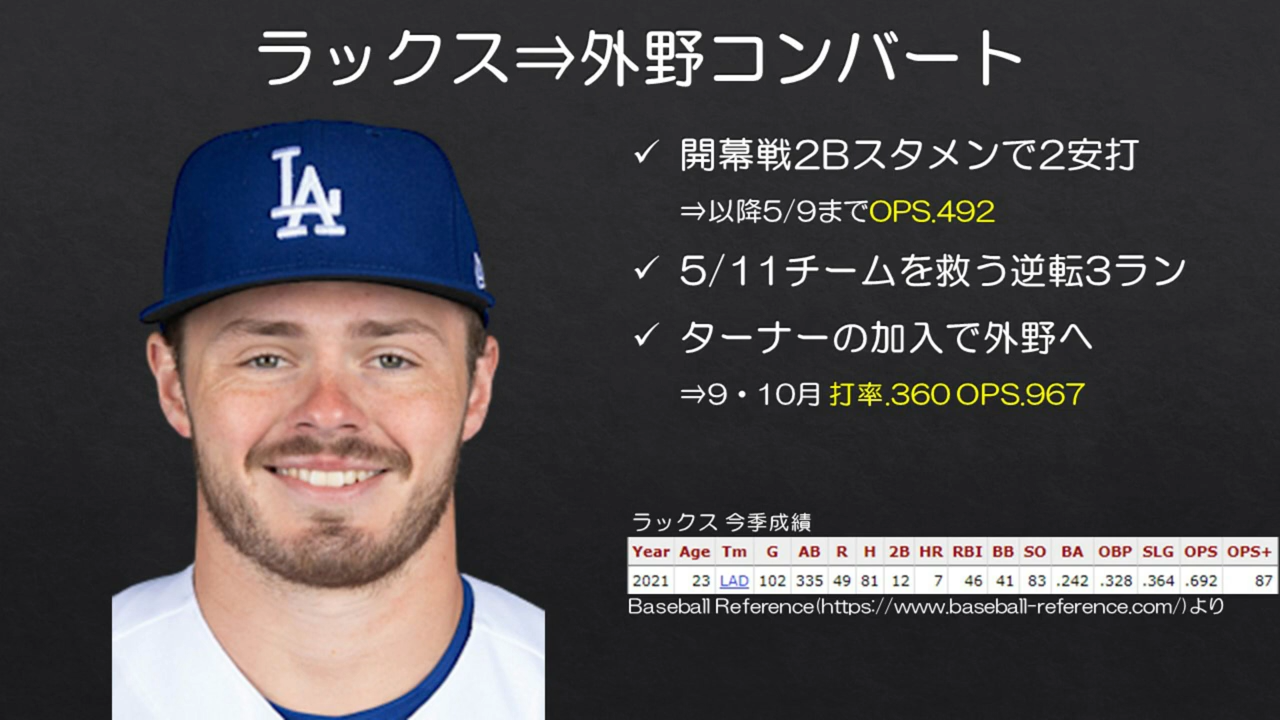 ラックス⇒外野コンバート
LA
✓ 開幕戦2Bスタメンで2安打
⇒以降5/9までOPS.492
✓ 5/11チームを救う逆転3ラン
✓ ターナーの加入で外野へ
⇒9・10月 打率.360 OPS.967
ラックス 今季成績
Year Age Tm G AB R H 2B HR RBI BB SO BA OBP SLG OPS OPS+
2021 23 LAD 102 335 49 81 12 7 46 41 83 .242 .328 .364 .692 87
Baseball Reference(https://www.baseball-reference.com/)より